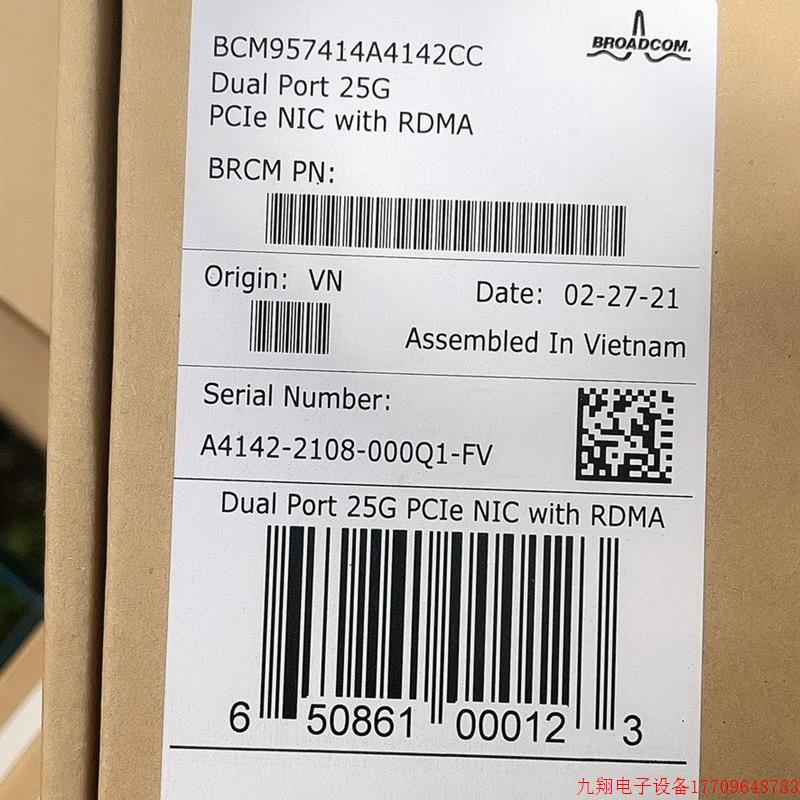 BCM957414A4142CC
BROADCOM.
Dual Port 25G
PCIe NIC with RDMA
BRCM PN:
Origin: VN
Date: 02-27-21
Assembled In Vietnam
Serial Number:
A4142-2108-000Q1-FV
Dual Port 25G PCIe NIC with RDMA
6 50861 00012 3
九翔电子设备17709648783